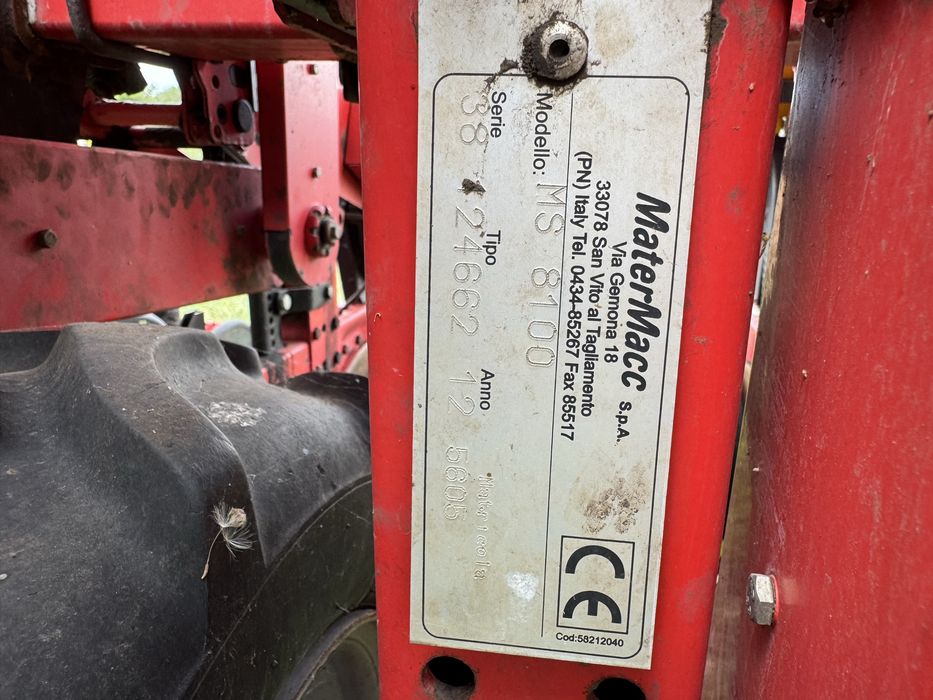 MaterMacc S.p.A.
Via Gemona 18
33078 San Vito al Tagliamento
(PN) Italy Tel. 0434-85267 Fax 85517
Modello: MS 8100
Serie Tipo Anno Matricola
38 24662 12 5605
CE
Cod:58212040